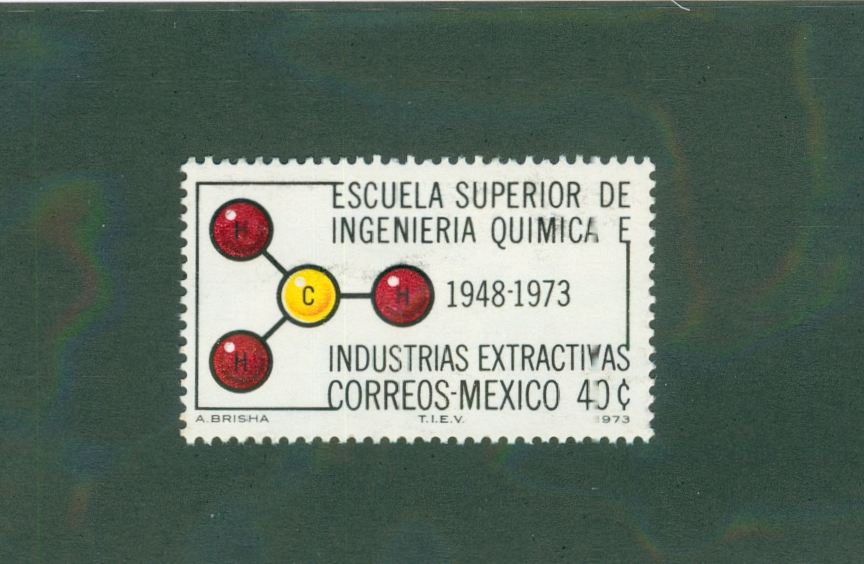 ESCUELA SUPERIOR DE
INGENIERIA QUIMICA E
H
C
H
1948-1973
H
INDUSTRIAS EXTRACTIVAS
CORREOS-MEXICO 40¢
A.BRISHA T.I.E.V. 1973